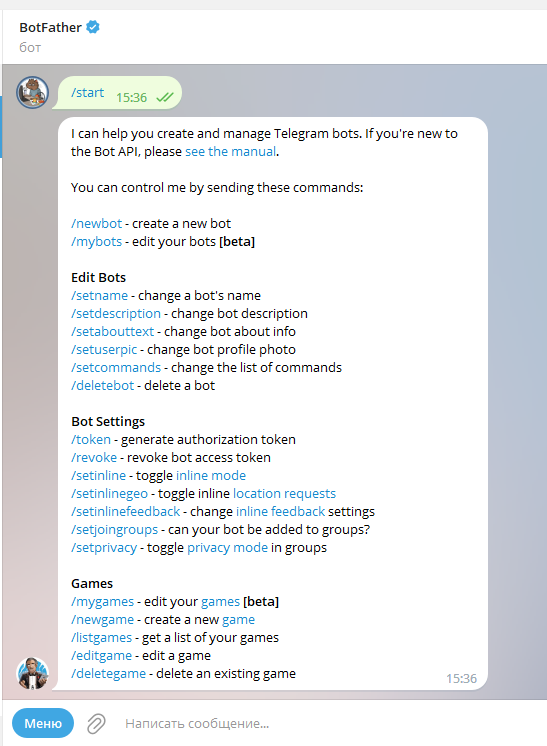 BotFather
бот
/start 15:36
I can help you create and manage Telegram bots. If you're new to
the Bot API, please see the manual.
You can control me by sending these commands:
/newbot - create a new bot
/mybots - edit your bots [beta]
Edit Bots
/setname - change a bot's name
/setdescription - change bot description
/setabouttext - change bot about info
/setuserpic - change bot profile photo
/setcommands - change the list of commands
/deletebot - delete a bot
Bot Settings
/token - generate authorization token
/revoke - revoke bot access token
/setinline - toggle inline mode
/setinlinegeo - toggle inline location requests
/setinlinefeedback - change inline feedback settings
/setjoingroups - can your bot be added to groups?
/setprivacy - toggle privacy mode in groups
Games
/mygames - edit your games [beta]
/newgame - create a new game
/listgames - get a list of your games
/editgame - edit a game
/deletegame - delete an existing game
15:36
Меню Написать сообщение...